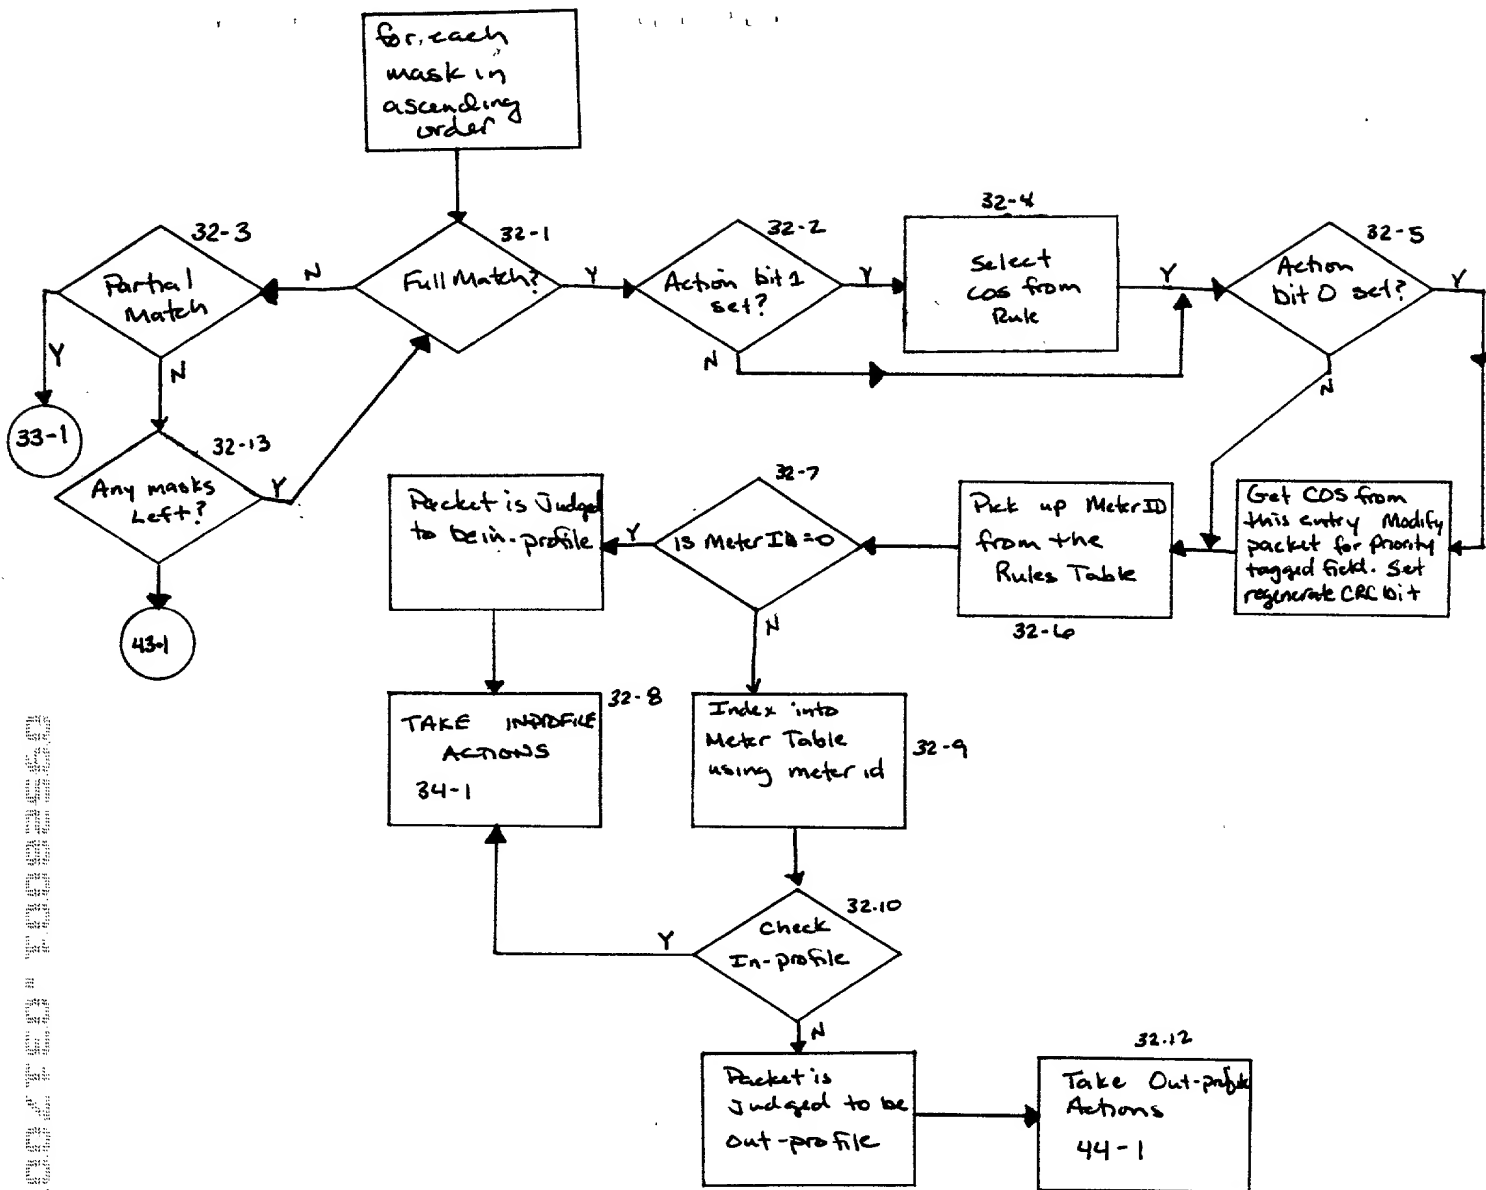 for each
mask in
ascending
order
32-3
Partial
Match
N
Y
N
33-1
32-1
Full Match?
Y
32-2
Action bit 1
set?
Y
N
32-4
Select
COS from
Rule
Y
32-5
Action
bit 0 set?
Y
N
32-13
Any masks
Left?
Y
43-1
Packet is Judged
to be in-profile
Y
32-7
is Meter ID=0
N
Pick up Meter ID
from the
Rules Table
32-6
Get COS from
this entry Modify
packet for Priority
tagged field. Set
regenerate CRC bit
TAKE INPROFILE
ACTIONS
34-1
32-8
Index into
Meter Table
using meter id
32-9
32.10
Check
In-profile
Y
N
Packet is
Judged to be
out-profile
32.12
Take Out-profile
Actions
44-1